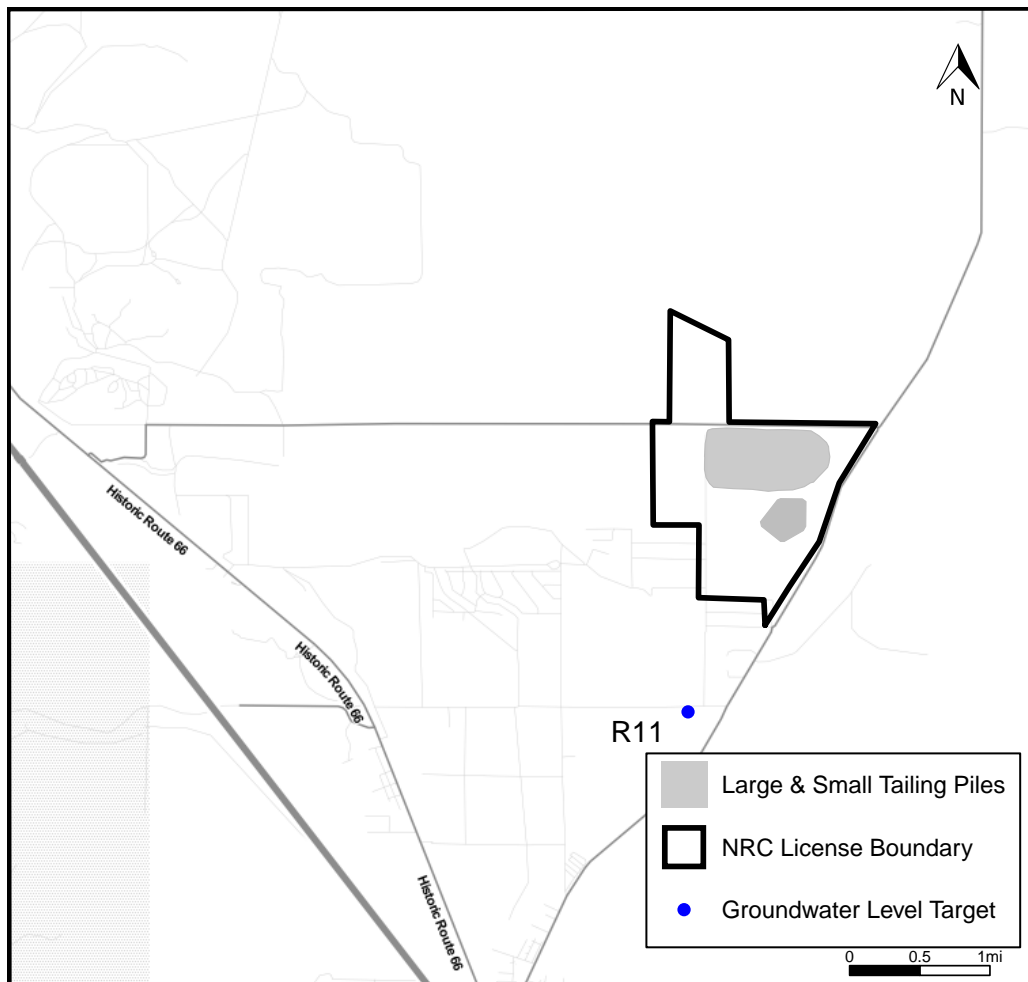 N
Historic Route 66
Historic Route 66
R11
Historic Route 66
Large & Small Tailing Piles
NRC License Boundary
Groundwater Level Target
0 0.5 1mi